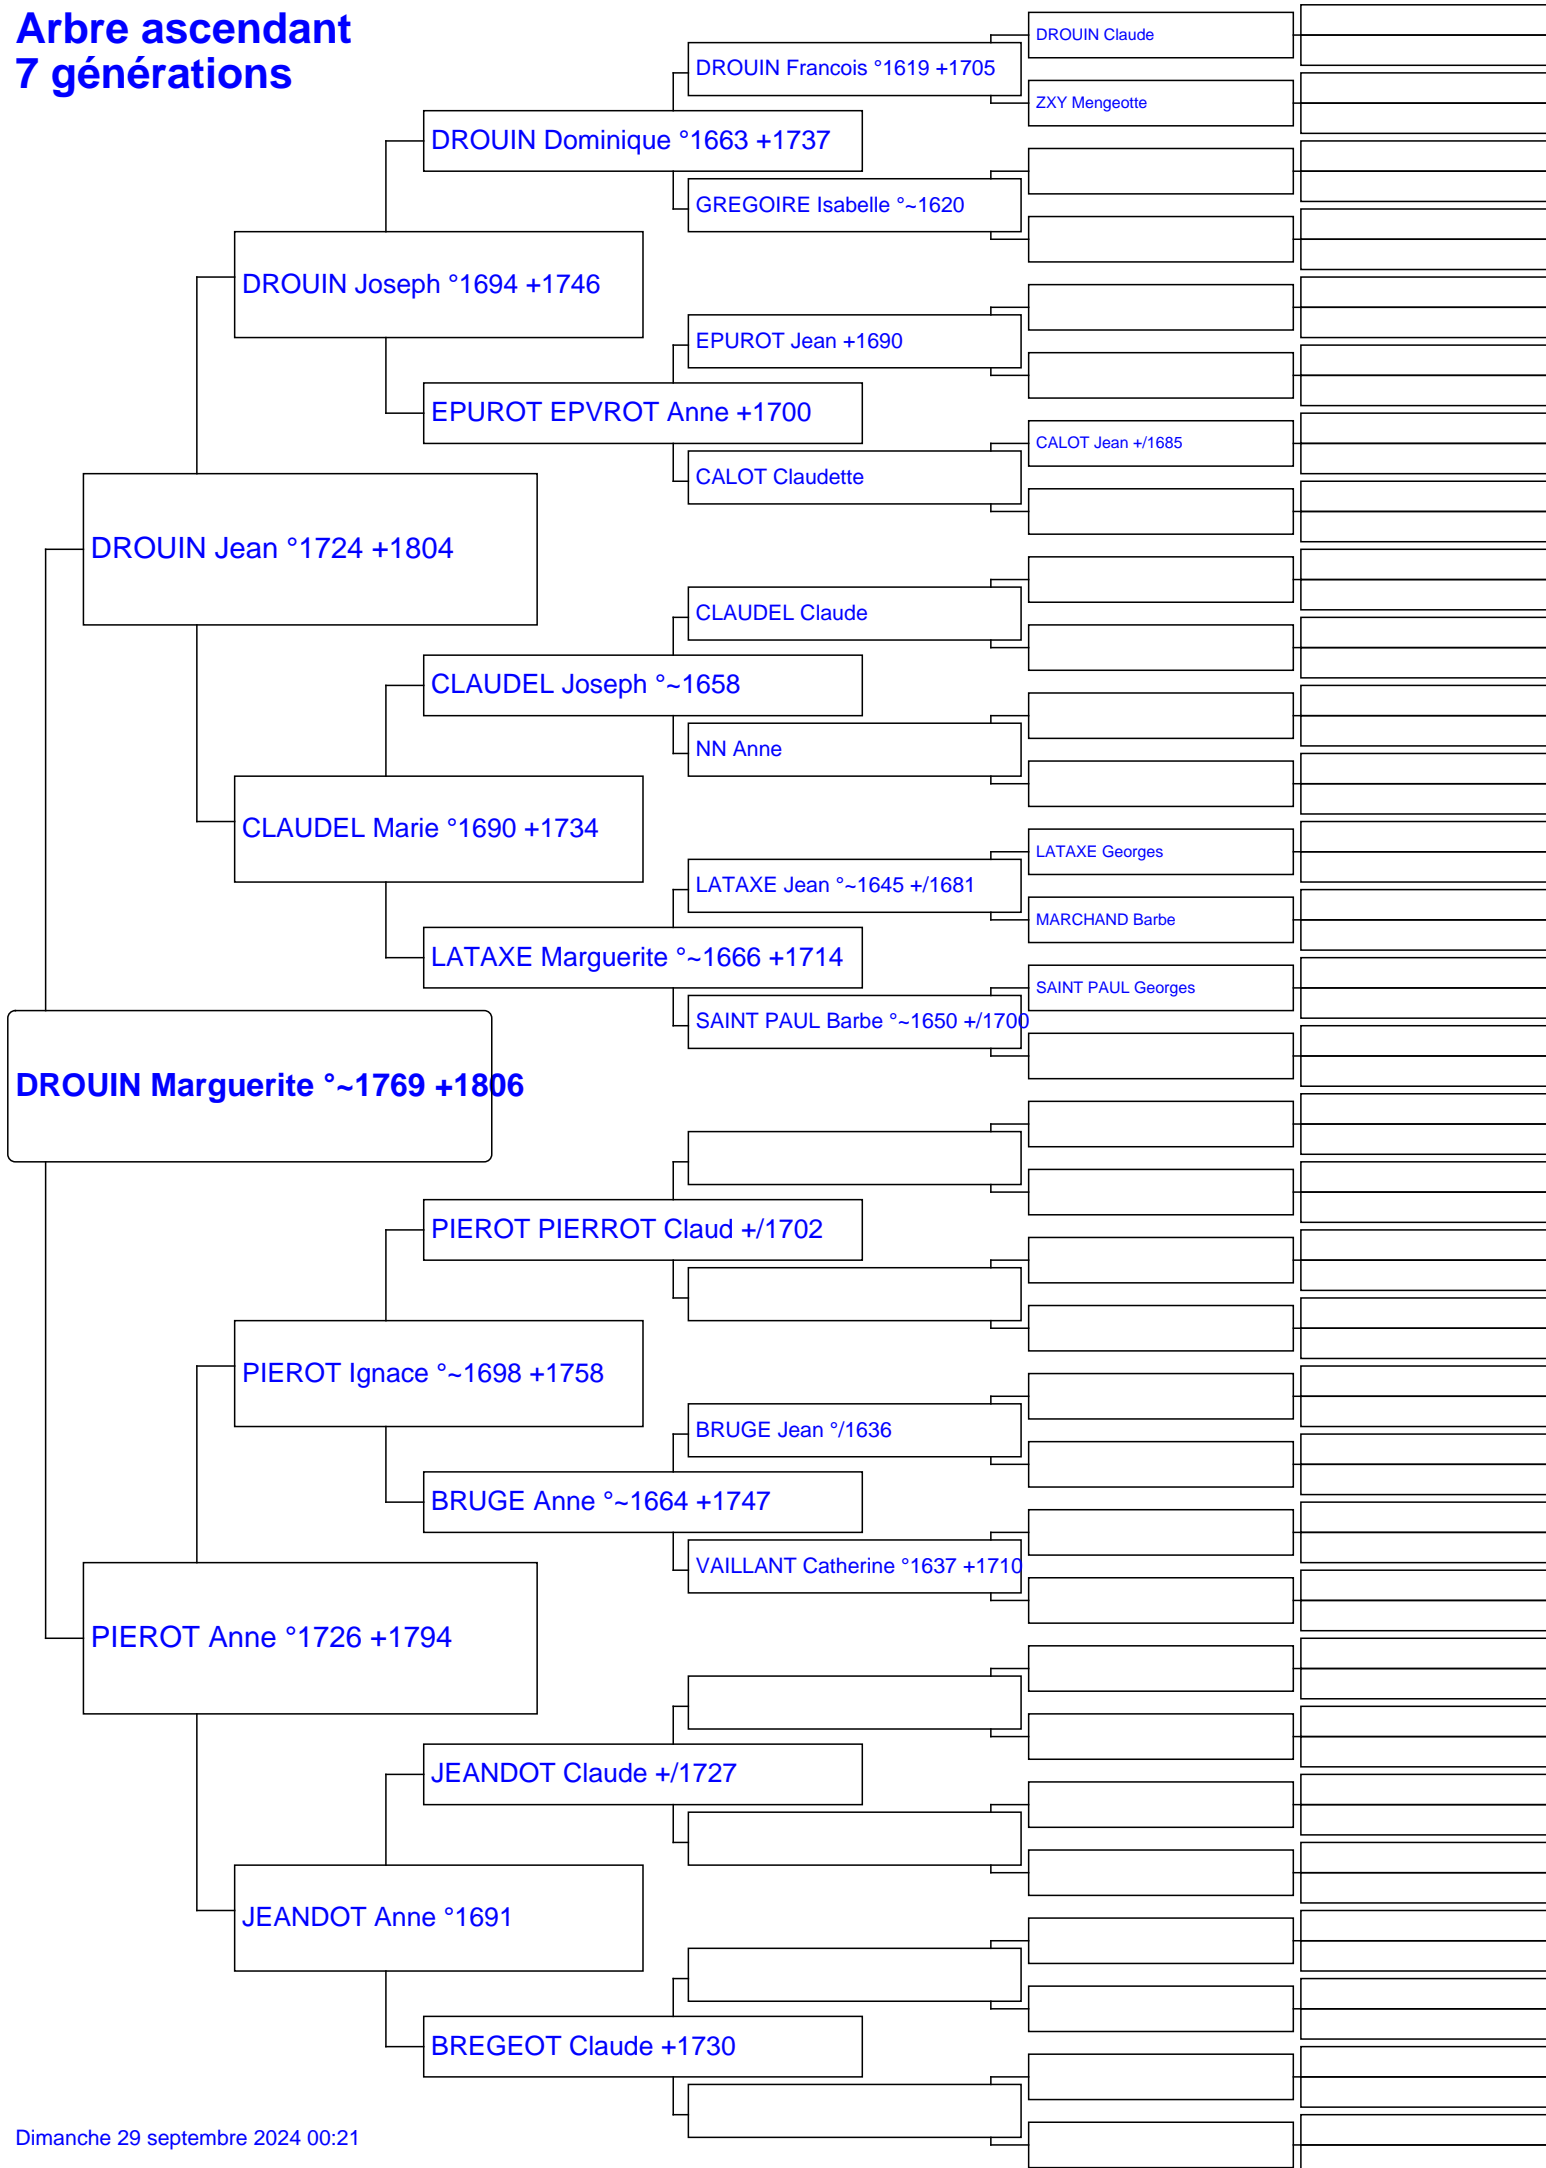 Arbre ascendant
7 générations
DROUIN Claude
DROUIN Francois °1619 +1705
ZXY Mengeotte
DROUIN Dominique °1663 +1737
GREGOIRE Isabelle °~1620
DROUIN Joseph °1694 +1746
EPUROT Jean +1690
EPUROT EPVROT Anne +1700
CALOT Jean +/1685
CALOT Claudette
DROUIN Jean °1724 +1804
CLAUDEL Claude
CLAUDEL Joseph °~1658
NN Anne
CLAUDEL Marie °1690 +1734
LATAXE Georges
LATAXE Jean °~1645 +/1681
MARCHAND Barbe
LATAXE Marguerite °~1666 +1714
SAINT PAUL Georges
SAINT PAUL Barbe °~1650 +/1700
DROUIN Marguerite °~1769 +1806
PIEROT PIERROT Claud +/1702
PIEROT Ignace °~1698 +1758
BRUGE Jean °/1636
BRUGE Anne °~1664 +1747
VAILLANT Catherine °1637 +1710
PIEROT Anne °1726 +1794
JEANDOT Claude +/1727
JEANDOT Anne °1691
BREGEOT Claude +1730
Dimanche 29 septembre 2024 00:21